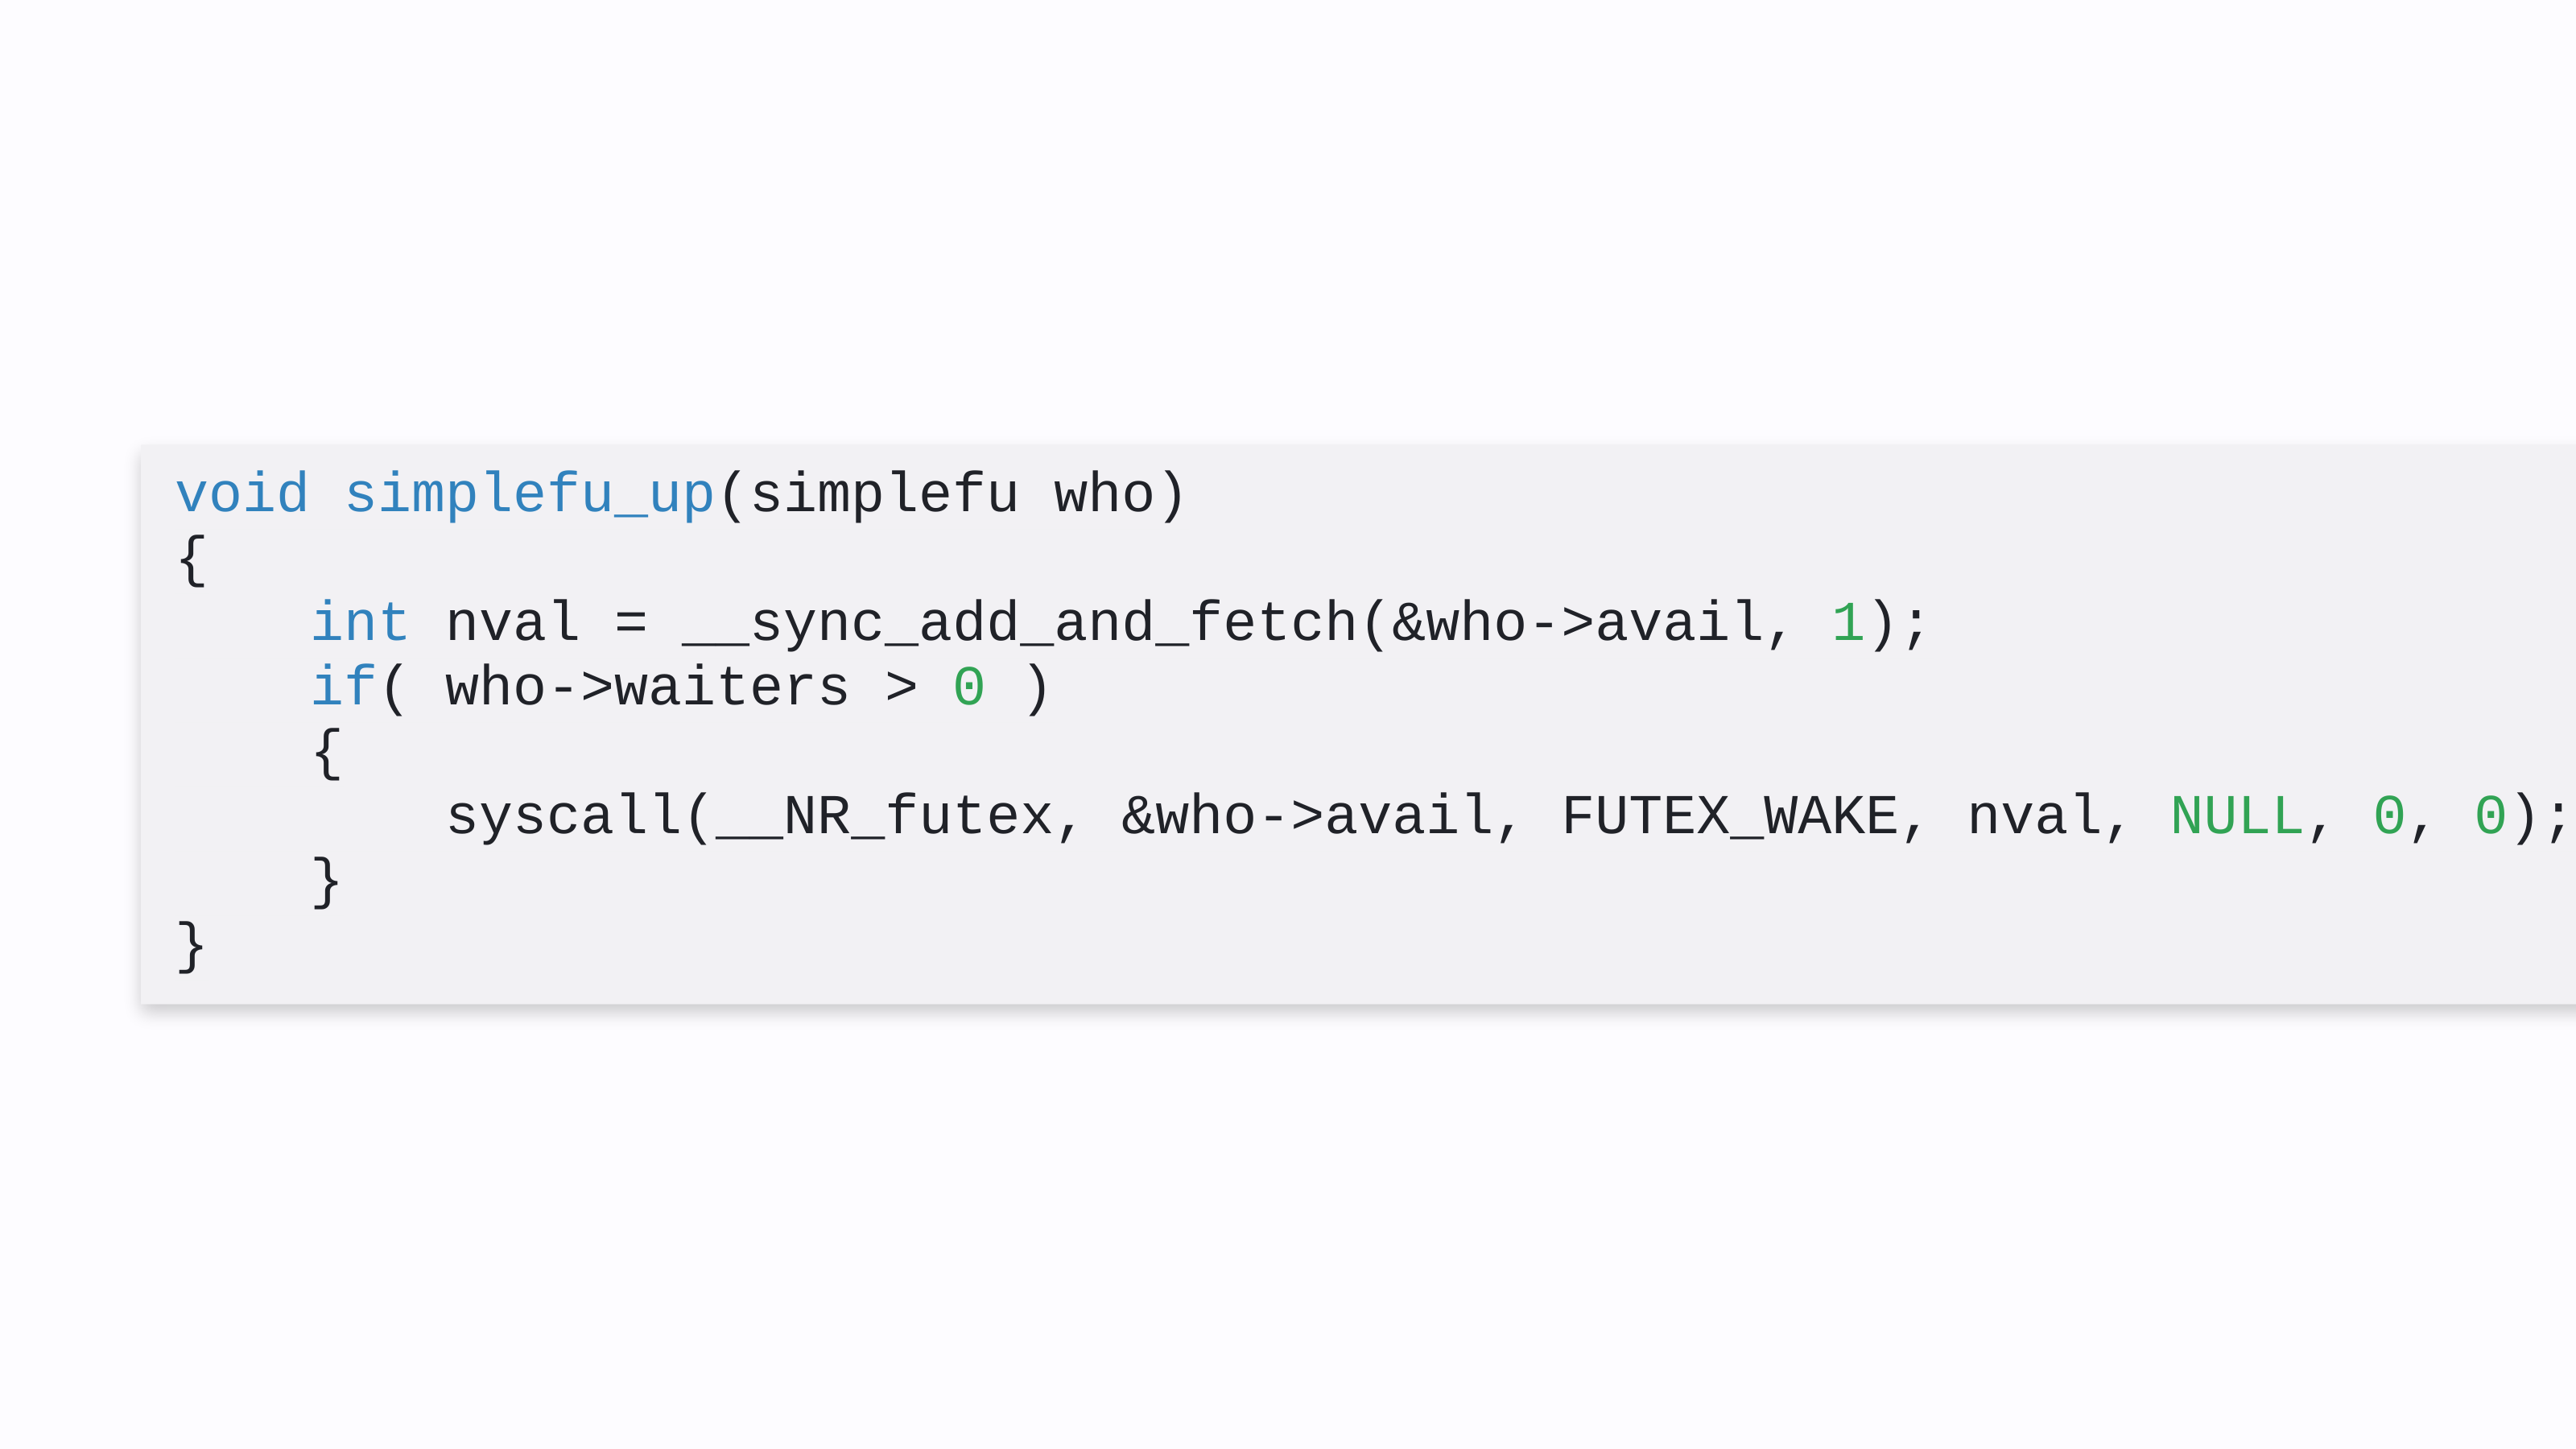 void simplefu_up(simplefu who)
{
    int nval = __sync_add_and_fetch(&who->avail, 1);
    if( who->waiters > 0 )
    {
        syscall(__NR_futex, &who->avail, FUTEX_WAKE, nval, NULL, 0, 0);
    }
}